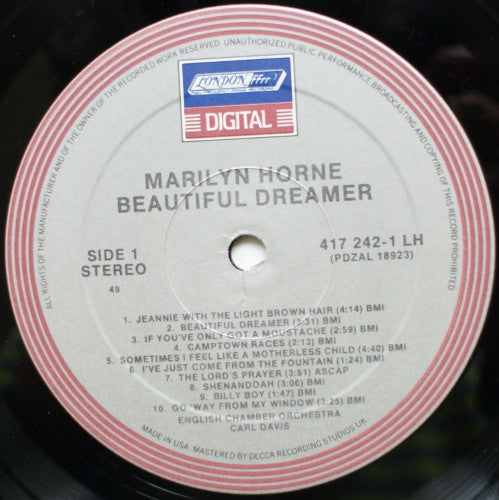 ALL RIGHTS OF THE MANUFACTURER AND OF THE OWNER OF THE RECORDED WORK RESERVED. UNAUTHORIZED PUBLIC PERFORMANCE BROADCASTING AND COPYING OF THIS RECORD PROHIBITED
LONDON ffrr
FULL FREQUENCY RANGE RECORDING
DIGITAL
MARILYN HORNE
BEAUTIFUL DREAMER
SIDE 1
STEREO
417 242-1 LH
(PDZAL 18923)
49
1. JEANNIE WITH THE LIGHT BROWN HAIR (4:14) BMI
2. BEAUTIFUL DREAMER (3:31) BMI
3. IF YOU'VE ONLY GOT A MOUSTACHE (2:59) BMI
4. CAMPTOWN RACES (2:13) BMI
5. SOMETIMES I FEEL LIKE A MOTHERLESS CHILD (4:40) BMI
6. I'VE JUST COME FROM THE FOUNTAIN (1:24) BMI
7. THE LORD'S PRAYER (3:51) ASCAP
8. SHENANDOAH (3:06) BMI
9. BILLY BOY (1:47) BMI
10. GO 'WAY FROM MY WINDOW (3:25) BMI
ENGLISH CHAMBER ORCHESTRA
CARL DAVIS
MADE IN USA. MASTERED BY DECCA RECORDING STUDIOS UK